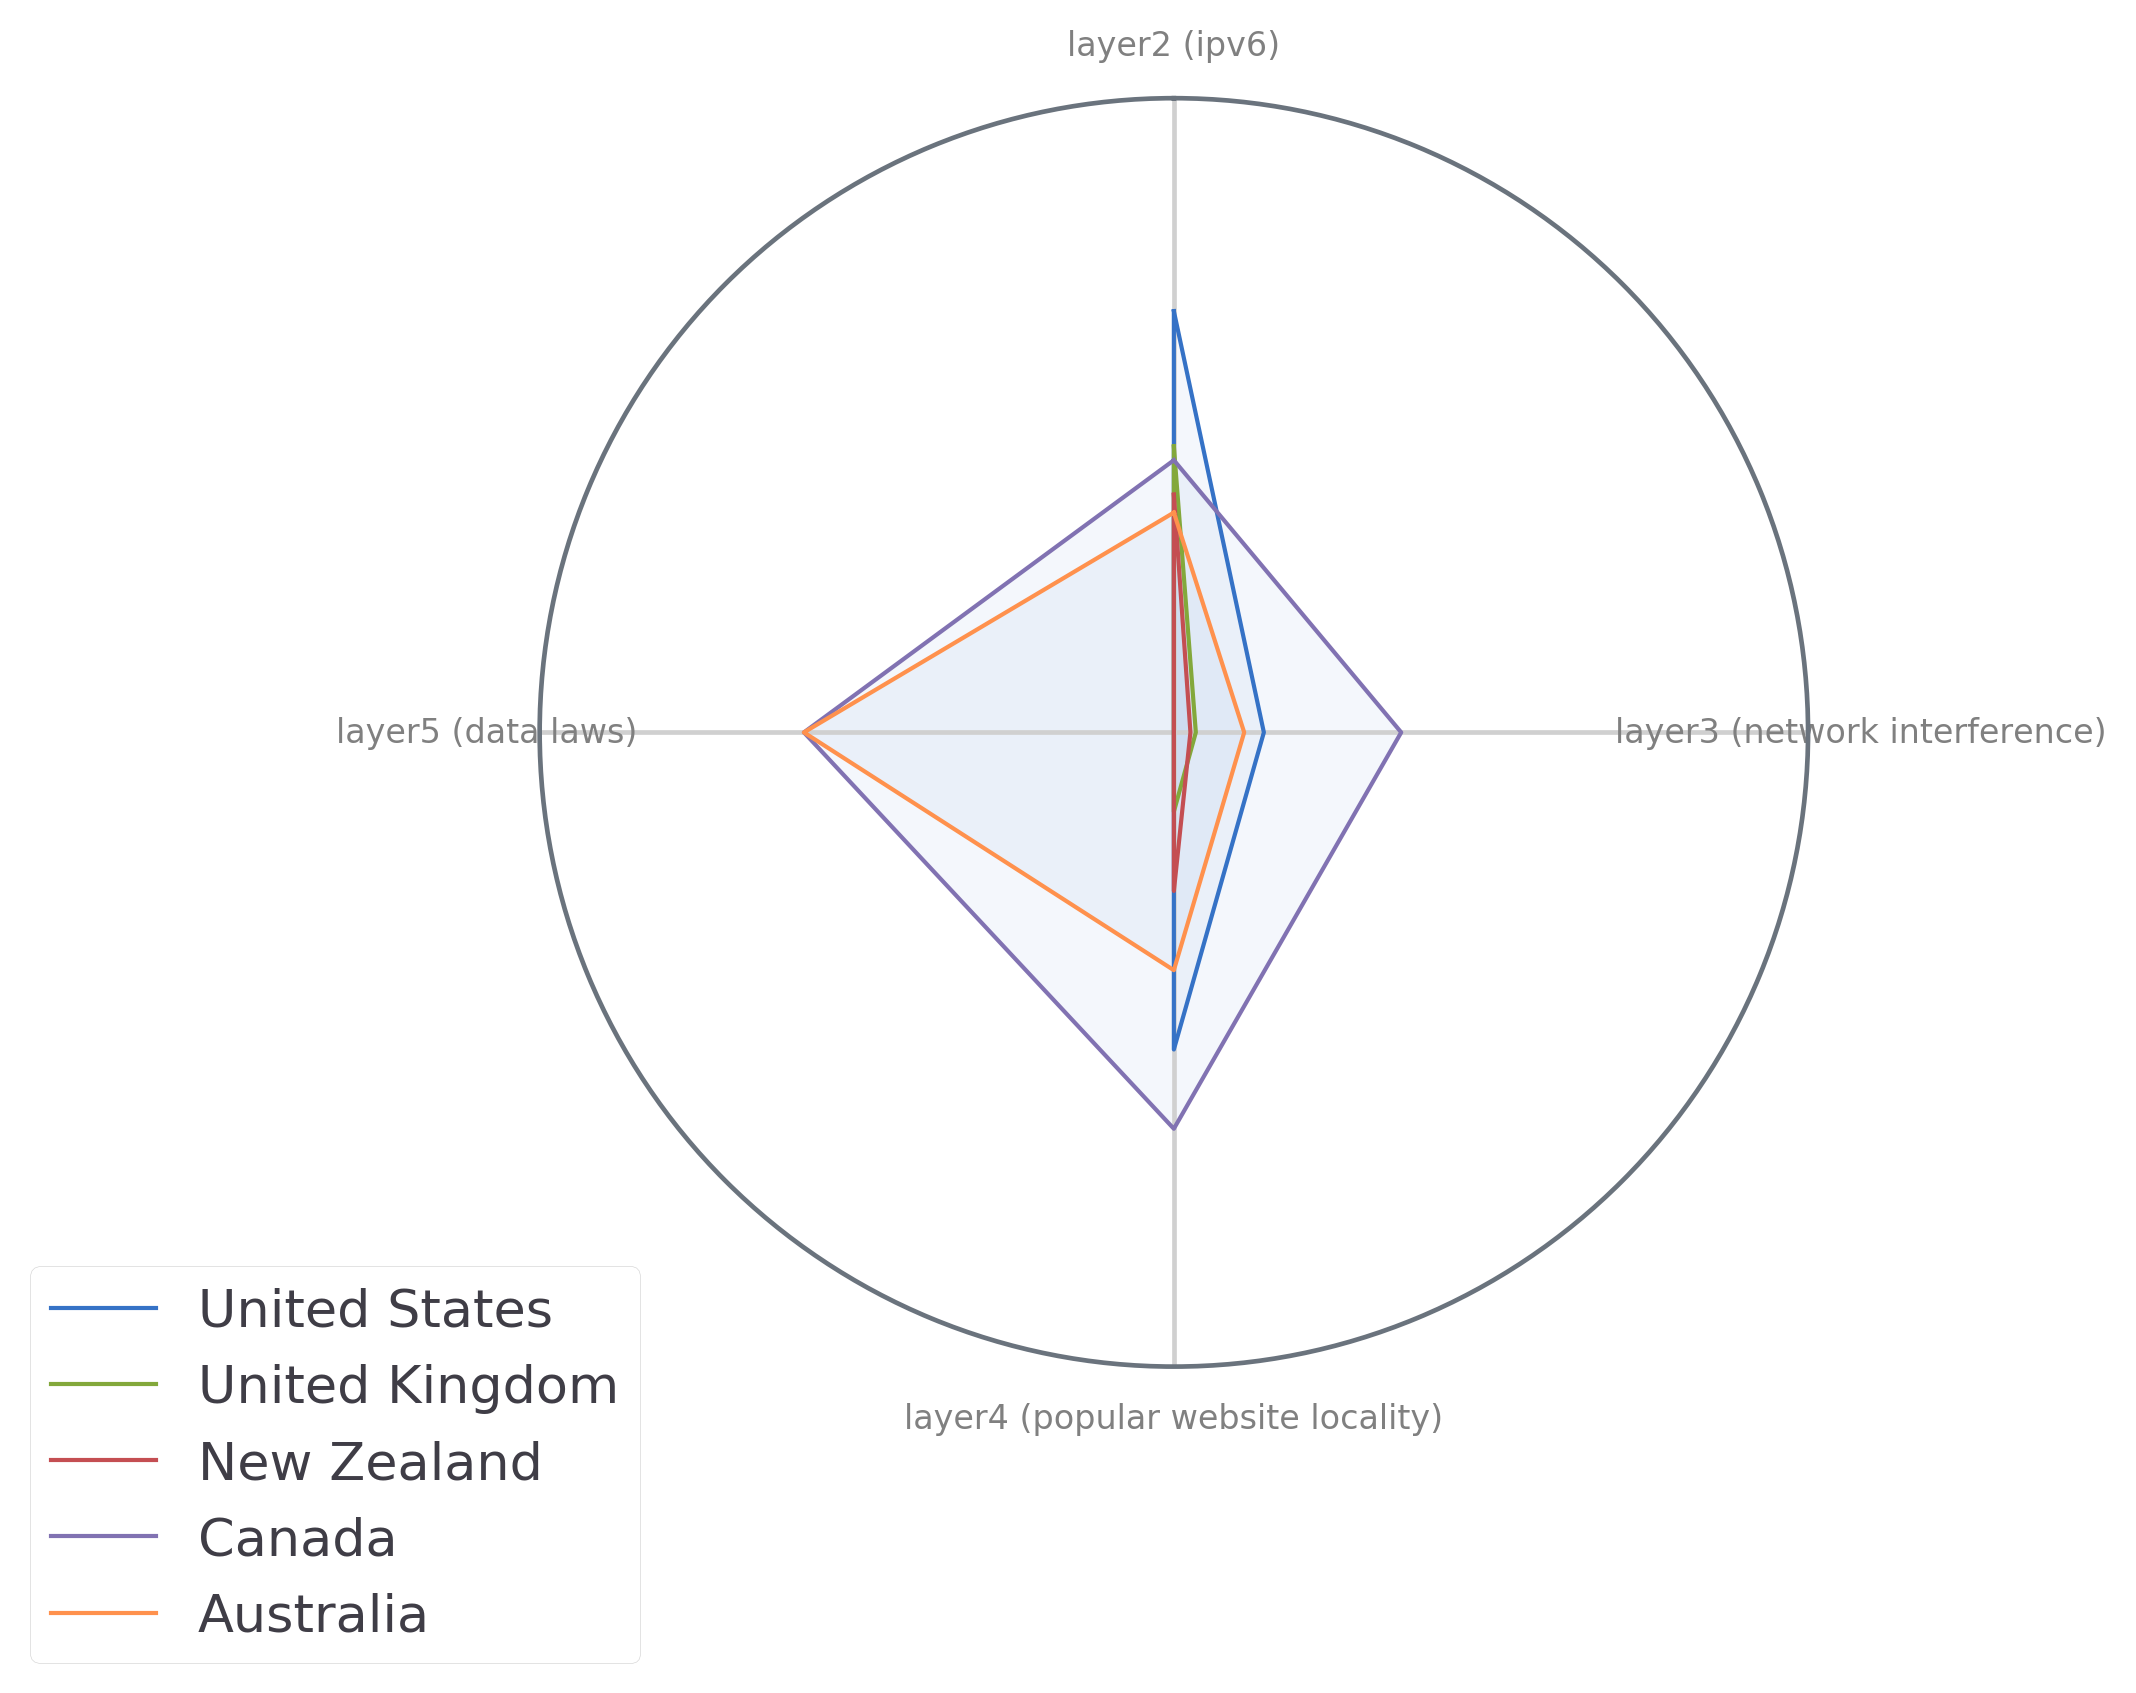 layer2 (ipv6)
layer5 (data laws)
layer3 (network interference)
layer4 (popular website locality)
United States
United Kingdom
New Zealand
Canada
Australia